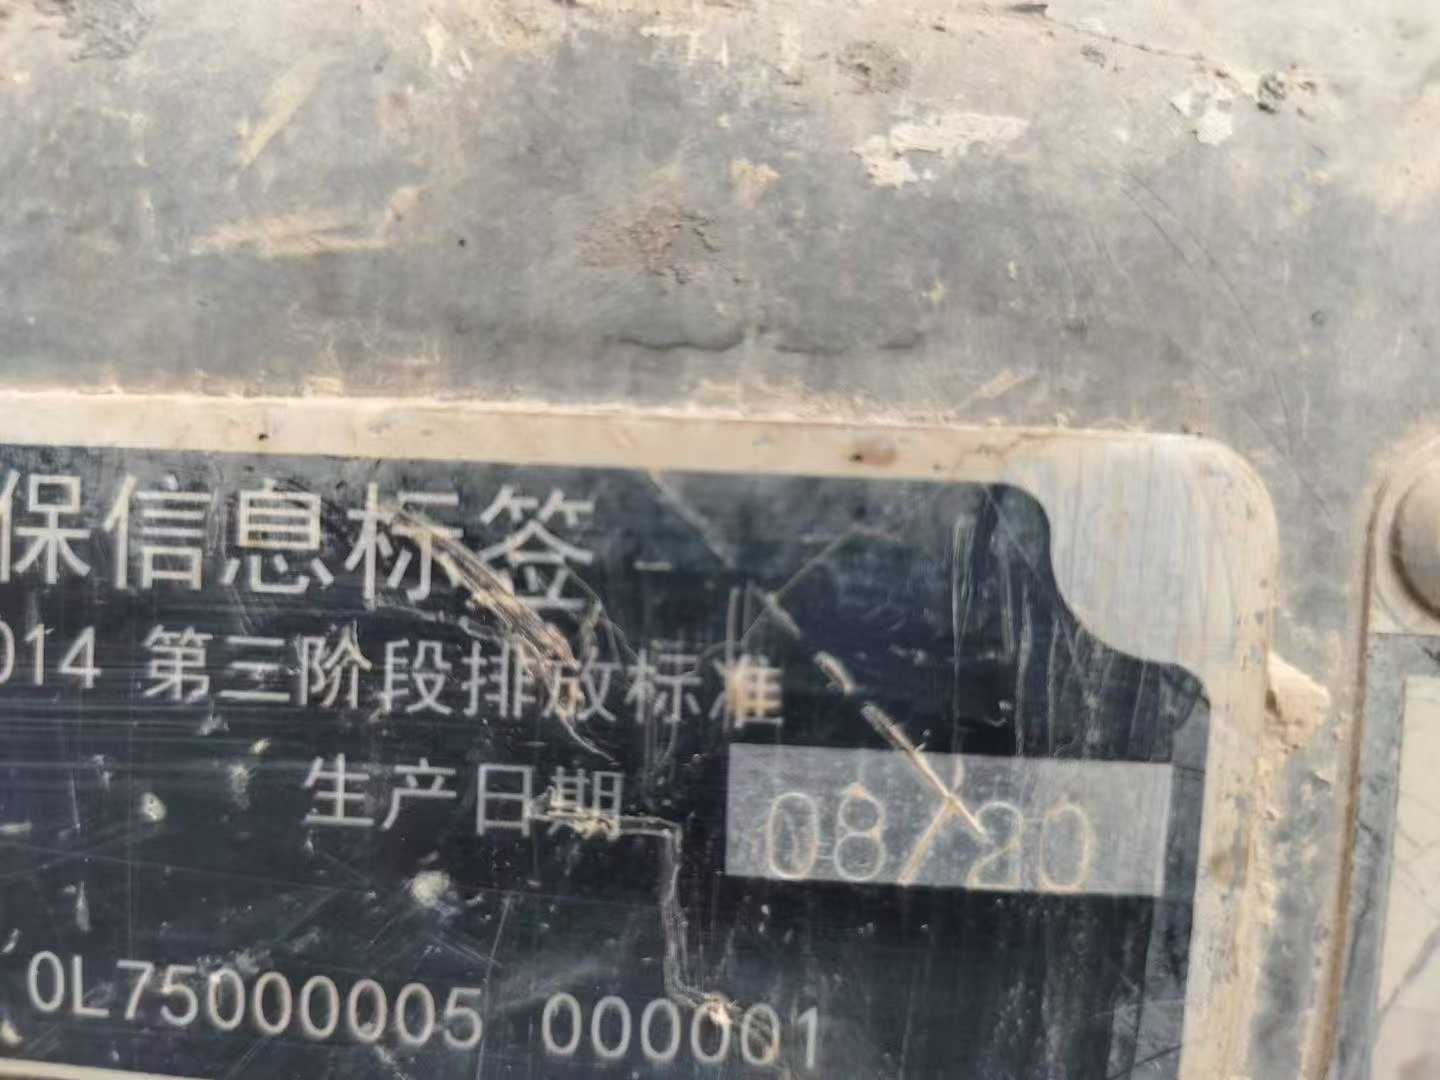 保信息标签
014 第三阶段排放标准
生产日期 08/20
0L75000005 000001